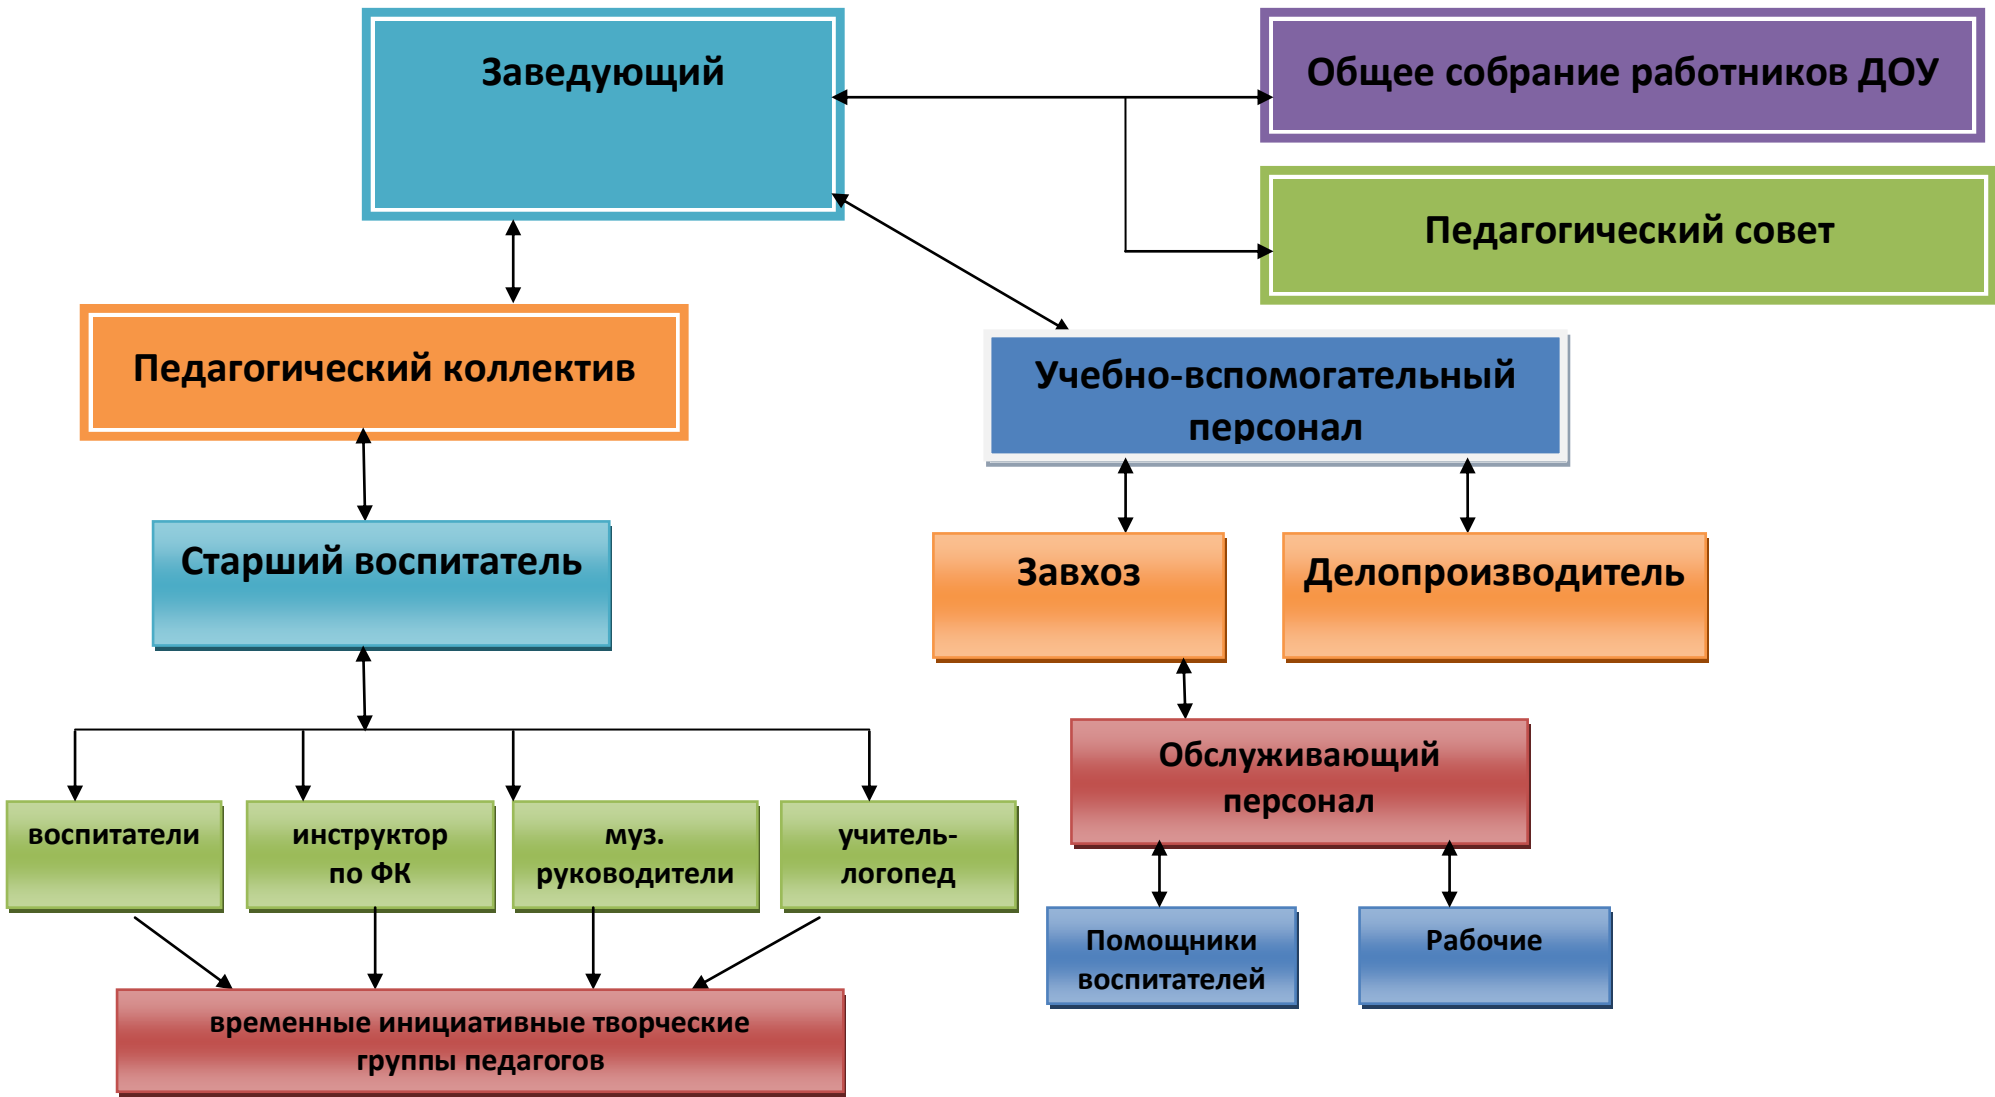 Заведующий
Общее собрание работников ДОУ
Педагогический совет
Педагогический коллектив
Учебно-вспомогательный
персонал
Старший воспитатель
Завхоз
Делопроизводитель
Обслуживающий
персонал
воспитатели
инструктор
по ФК
муз.
руководители
учитель-
логопед
Помощники
воспитателей
Рабочие
временные инициативные творческие
группы педагогов